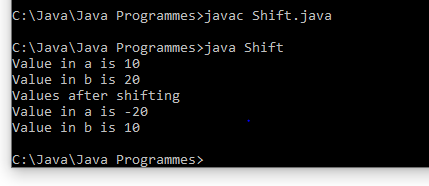 C:\Java\Java Programmes>javac Shift.java
C:\Java\Java Programmes>java Shift
Value in a is 10
Value in b is 20
Values after shifting
Value in a is -20
Value in b is 10
C:\Java\Java Programmes>